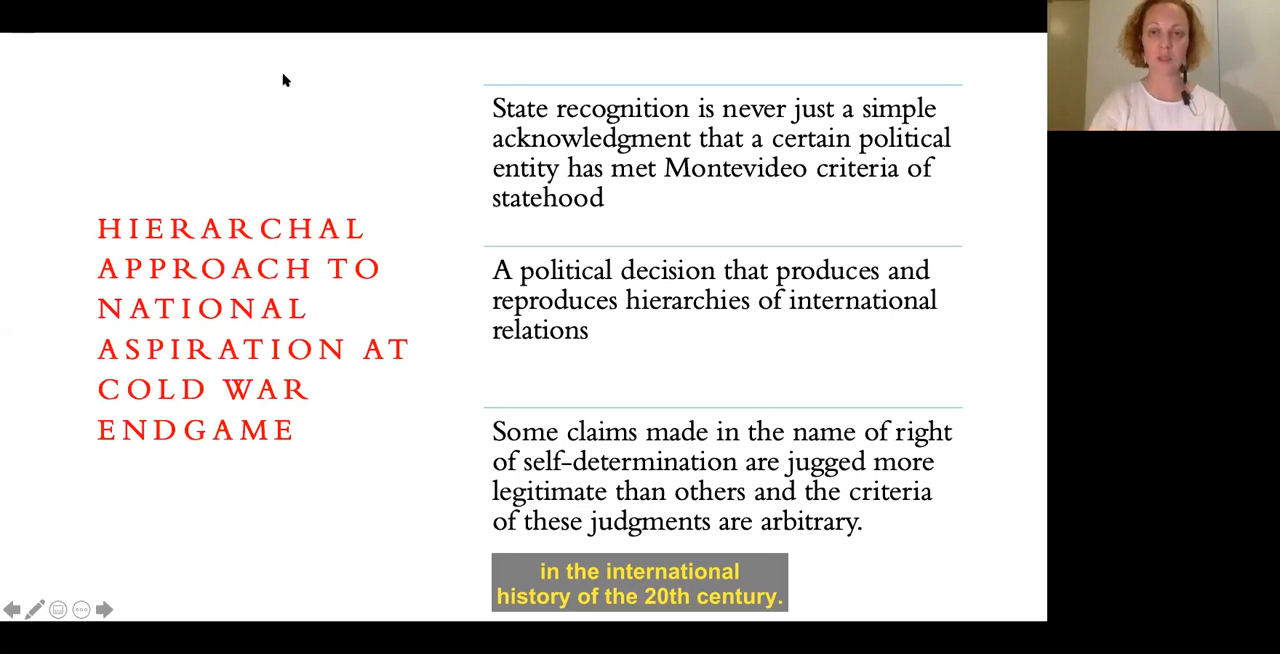 HIERARCHAL
APPROACH TO
NATIONAL
ASPIRATION AT
COLD WAR
ENDGAME
State recognition is never just a simple
acknowledgment that a certain political
entity has met Montevideo criteria of
statehood
A political decision that produces and
reproduces hierarchies of international
relations
Some claims made in the name of right
of self-determination are jugged more
legitimate than others and the criteria
of these judgments are arbitrary.
in the international
history of the 20th century.